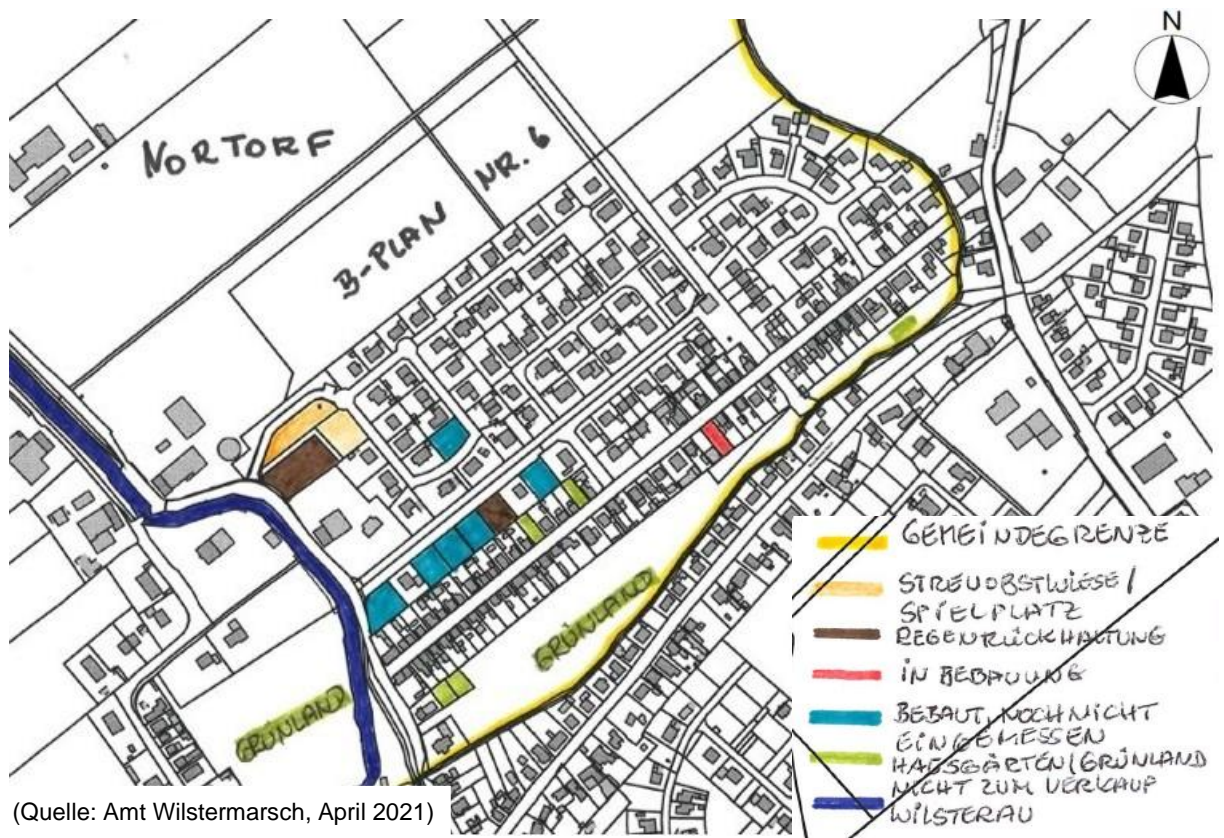 N
NORTORF
B-PLAN NR. 6
GRÜNLAND
GRÜNLAND
GEMEINDEGRENZE
STREUOBSTWIESE/
SPIELPLATZ
REGENRÜCKHALTUNG
IN BEBAUUNG
BEBAUT, NOCH NICHT
EINGEMESSEN
HAUSGÄRTEN/GRÜNLAND
NICHT ZUM VERKAUF
WILSTERAU
(Quelle: Amt Wilstermarsch, April 2021)